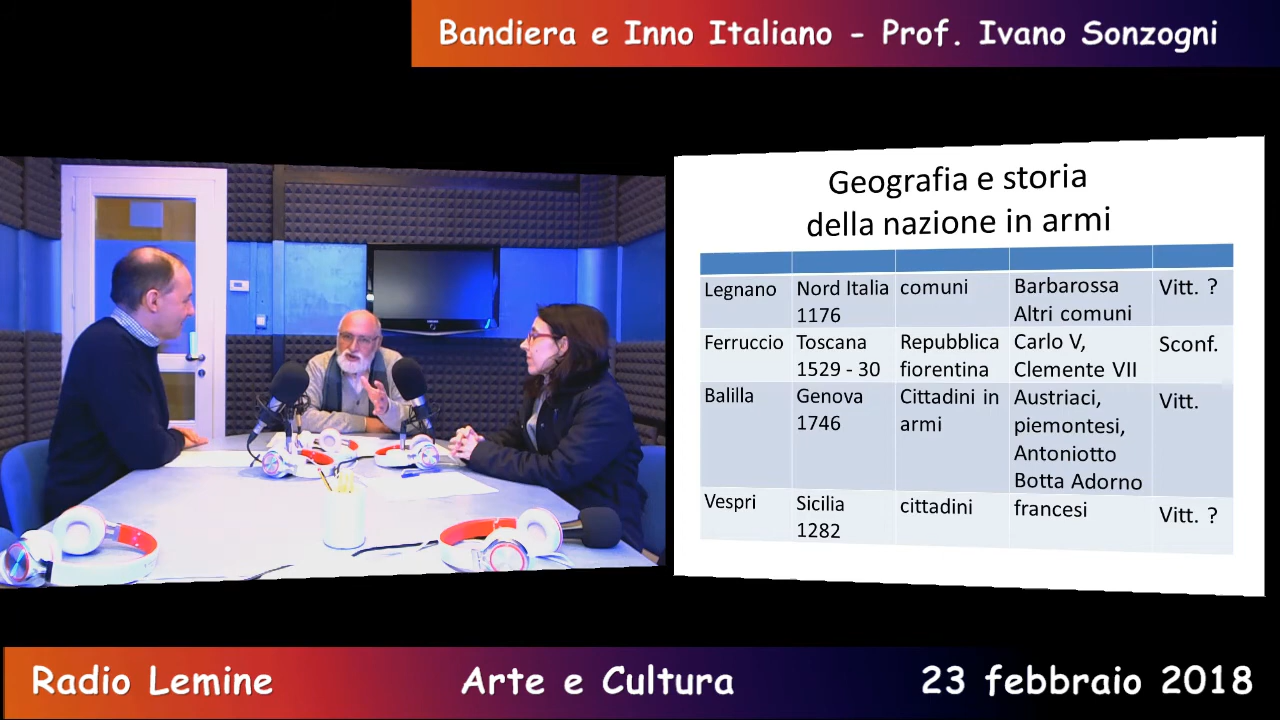 Bandiera e Inno Italiano - Prof. Ivano Sonzogni
Geografia e storia
della nazione in armi
Legnano Nord Italia comuni Barbarossa Vitt. ?
1176 Altri comuni
Ferruccio Toscana Repubblica Carlo V, Sconf.
1529 - 30 fiorentina Clemente VII
Balilla Genova Cittadini in Austriaci, Vitt.
1746 armi piemontesi,
Antoniotto
Botta Adorno
Vespri Sicilia cittadini francesi Vitt. ?
1282
Radio Lemine Arte e Cultura 23 febbraio 2018